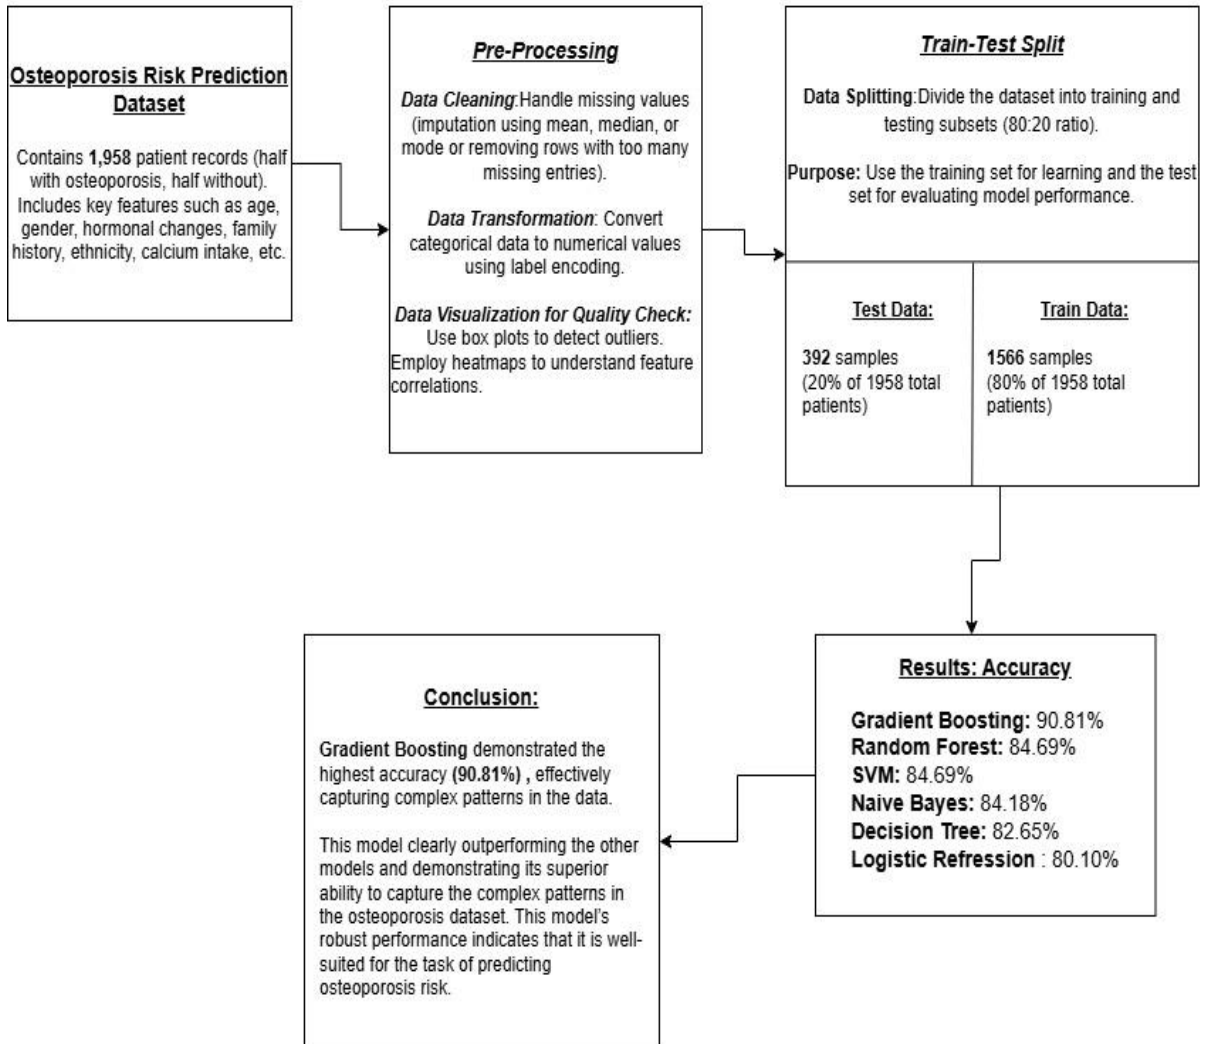 Osteoporosis Risk Prediction
Dataset
Contains 1,958 patient records (half
with osteoporosis, half without).
Includes key features such as age,
gender, hormonal changes, family
history, ethnicity, calcium intake, etc.
Pre-Processing
Data Cleaning:Handle missing values
(imputation using mean, median, or
mode or removing rows with too many
missing entries).
Data Transformation: Convert
categorical data to numerical values
using label encoding.
Data Visualization for Quality Check:
Use box plots to detect outliers.
Employ heatmaps to understand feature
correlations.
Train-Test Split
Data Splitting:Divide the dataset into training and
testing subsets (80:20 ratio).
Purpose: Use the training set for learning and the test
set for evaluating model performance.
Test Data:
392 samples
(20% of 1958 total
patients)
Train Data:
1566 samples
(80% of 1958 total
patients)
Results: Accuracy
Gradient Boosting: 90.81%
Random Forest: 84.69%
SVM: 84.69%
Naive Bayes: 84.18%
Decision Tree: 82.65%
Logistic Refression : 80.10%
Conclusion:
Gradient Boosting demonstrated the
highest accuracy (90.81%) , effectively
capturing complex patterns in the data.
This model clearly outperforming the other
models and demonstrating its superior
ability to capture the complex patterns in
the osteoporosis dataset. This model's
robust performance indicates that it is well-
suited for the task of predicting
osteoporosis risk.